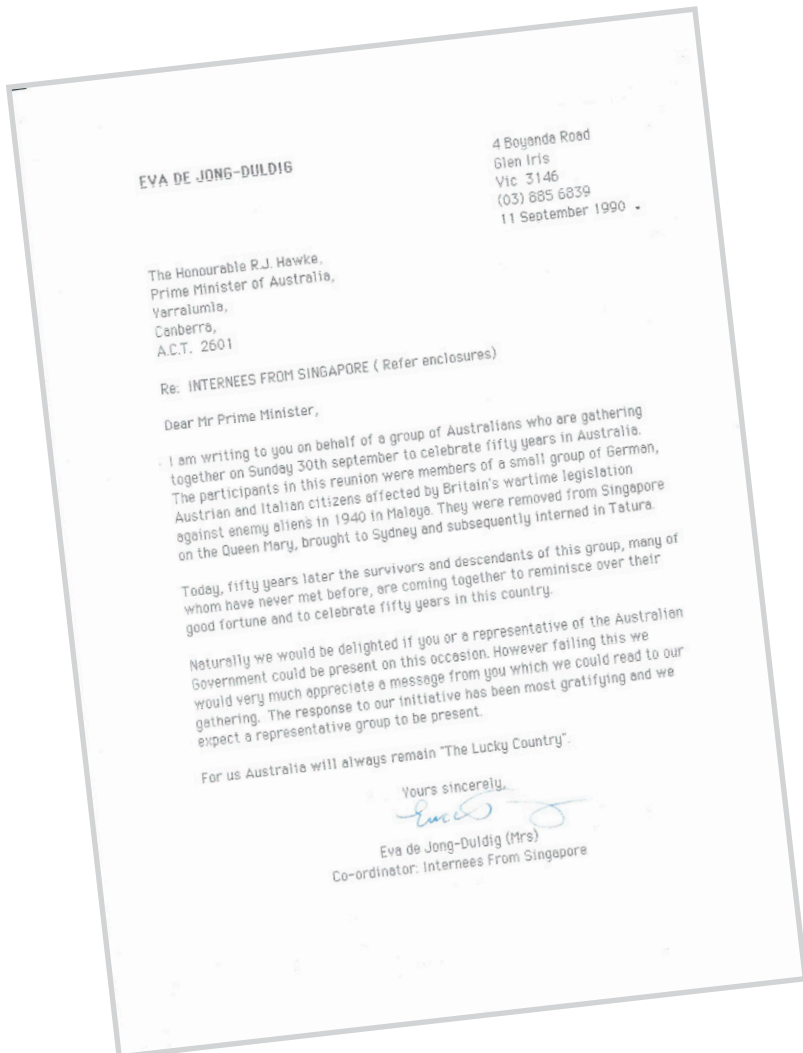 EVA DE JONG-DULDIG
4 Boyanda Road
Glen Iris
Vic 3146
(03) 885 6839
11 September 1990
The Honourable R.J. Hawke,
Prime Minister of Australia,
Yarralumla,
Canberra,
A.C.T. 2601
Re: INTERNEES FROM SINGAPORE ( Refer enclosures)
Dear Mr Prime Minister,
I am writing to you on behalf of a group of Australians who are gathering
together on Sunday 30th september to celebrate fifty years in Australia.
The participants in this reunion were members of a small group of German,
Austrian and Italian citizens affected by Britain's wartime legislation
against enemy aliens in 1940 in Malaya. They were removed from Singapore
on the Queen Mary, brought to Sydney and subsequently interned in Tatura.
Today, fifty years later the survivors and descendants of this group, many of
whom have never met before, are coming together to reminisce over their
good fortune and to celebrate fifty years in this country.
Naturally we would be delighted if you or a representative of the Australian
Government could be present on this occasion. However failing this we
would very much appreciate a message from you which we could read to our
gathering. The response to our initiative has been most gratifying and we
expect a representative group to be present.
For us Australia will always remain "The Lucky Country".
Yours sincerely,
Eva de Jong-Duldig (Mrs)
Co-ordinator: Internees From Singapore